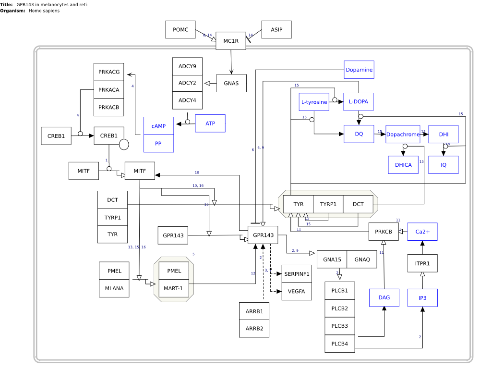 Title: GPR143 in melanocytes and reti
Organism: Homo sapiens
POMC
ASIP
MC1R
PRKACG
PRKACA
PRKACB
ADCY9
ADCY2
ADCY4
GNAS
Dopamine
L-tyrosine
L-DOPA
cAMP
PP
ATP
CREB1
CREB1
DQ
Dopachrome
DHI
DHICA
IQ
MITF
MITF
DCT
TYRP1
TYR
TYR
TYRP1
DCT
GPR143
GPR143
PRKCB
Ca2+
GNA15
GNAQ
ITPR1
PMEL
MLANA
PMEL
MART-1
SERPINF1
VEGFA
PLCB1
PLCB2
PLCB3
PLCB4
DAG
IP3
ARRB1
ARRB2